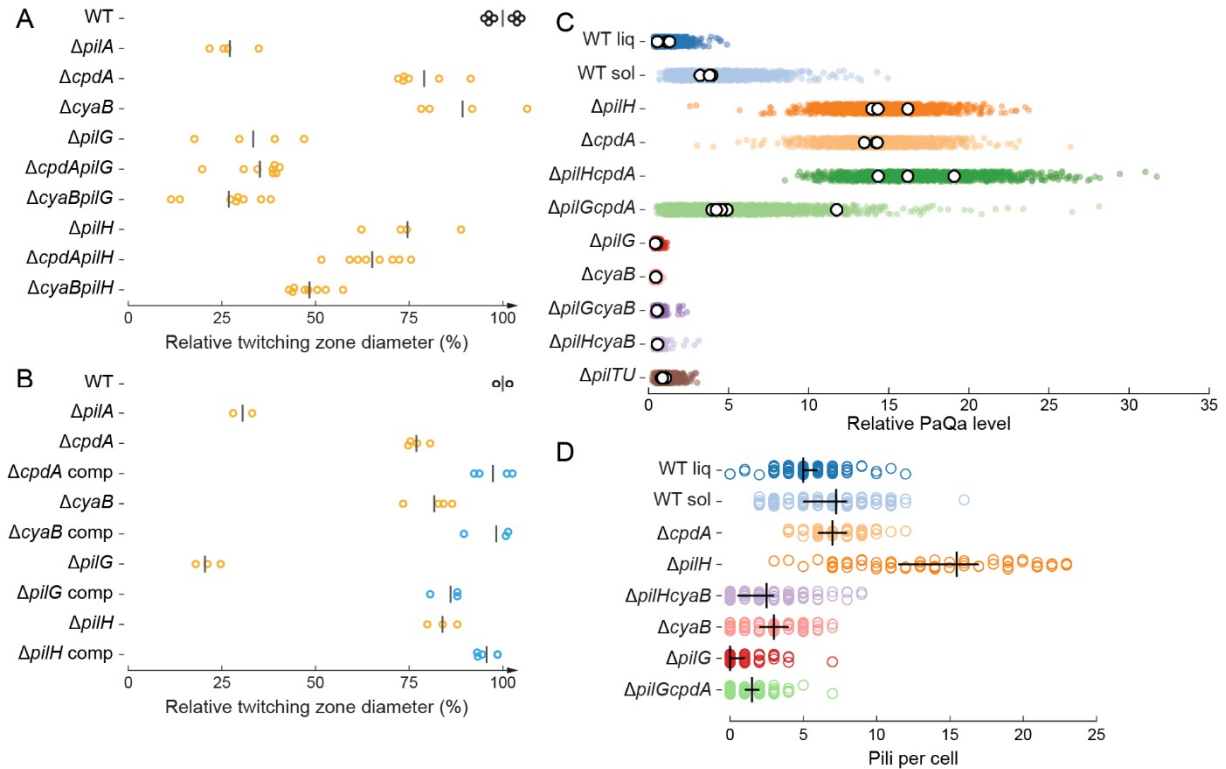 A
WT
ΔpilA
ΔcpdA
ΔcyaB
ΔpilG
ΔcpdApilG
ΔcyaBpilG
ΔpilH
ΔcpdApilH
ΔcyaBpilH
0 25 50 75 100
Relative twitching zone diameter (%)
B
WT
ΔpilA
ΔcpdA
ΔcpdA comp
ΔcyaB
ΔcyaB comp
ΔpilG
ΔpilG comp
ΔpilH
ΔpilH comp
0 25 50 75 100
Relative twitching zone diameter (%)
C
WT liq
WT sol
ΔpilH
ΔcpdA
ΔpilHcpdA
ΔpilGcpdA
ΔpilG
ΔcyaB
ΔpilGcyaB
ΔpilHcyaB
ΔpilTU
0 5 10 15 20 25 30 35
Relative PaQa level
D
WT liq
WT sol
ΔcpdA
ΔpilH
ΔpilHcyaB
ΔcyaB
ΔpilG
ΔpilGcpdA
0 5 10 15 20 25
Pili per cell